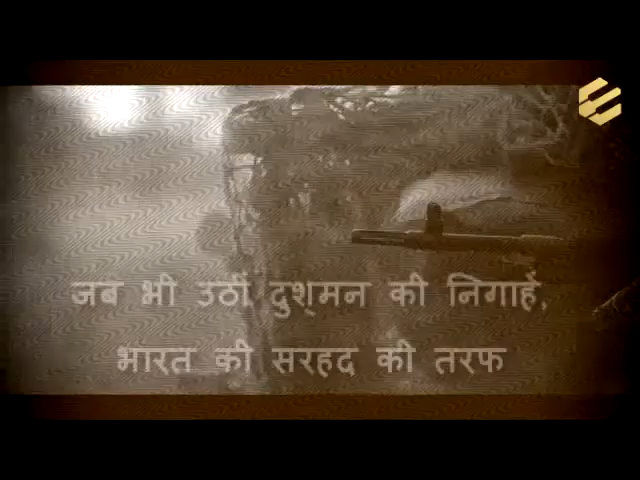 जब भी उठीं दुश्मन की निगाहें,
भारत की सरहद की तरफ